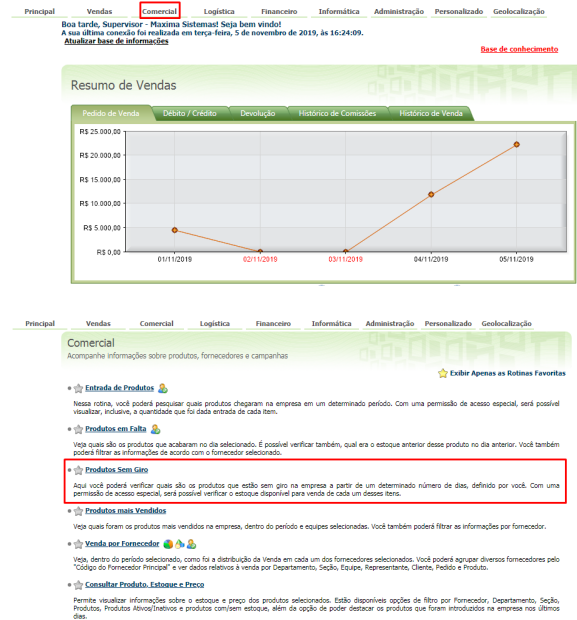 Principal Vendas Comercial Logística Financeiro Informática Administração Personalizado Geolocalização
Boa tarde, Supervisor - Maxima Sistemas! Seja bem vindo!
A sua última conexão foi realizada em terça-feira, 5 de novembro de 2019, às 16:24:09.
Atualizar base de informações
Base de conhecimento
Resumo de Vendas
Pedido de Venda Débito / Crédito Devolução Histórico de Comissões Histórico de Venda
R$ 25.000,00
R$ 20.000,00
R$ 15.000,00
R$ 10.000,00
R$ 5.000,00
R$ 0,00
01/11/2019 02/11/2019 03/11/2019 04/11/2019 05/11/2019
Principal Vendas Comercial Logística Financeiro Informática Administração Personalizado Geolocalização
Comercial
Acompanhe informações sobre produtos, fornecedores e campanhas
Exibir Apenas as Rotinas Favoritas
Entrada de Produtos
Nessa rotina, você poderá pesquisar quais produtos chegaram na empresa em um determinado período. Com uma permissão de acesso especial, será possível
visualizar, inclusive, a quantidade que foi dada entrada de cada item.
Produtos em Falta
Veja quais são os produtos que acabaram no dia selecionado. É possível verificar também, qual era o estoque anterior desse produto no dia anterior. Você também
poderá filtrar as informações de acordo com o fornecedor selecionado.
Produtos Sem Giro
Aqui você poderá verificar quais são os produtos que estão sem giro na empresa a partir de um determinado número de dias, definido por você. Com uma
permissão de acesso especial, será possível verificar o estoque disponível para venda de cada um desses itens.
Produtos mais Vendidos
Veja quais foram os produtos mais vendidos na empresa, dentro do período e equipes selecionadas. Você também poderá filtrar as informações por fornecedor.
Venda por Fornecedor
Veja, dentro do período selecionado, como foi a distribuição da Venda em cada um dos fornecedores selecionados. Você poderá agrupar diversos fornecedores pelo
"Código do Fornecedor Principal" e ver dados relativos à venda por Departamento, Seção, Equipe, Representante, Cliente, Pedido e Produto.
Consultar Produto, Estoque e Preço
Permite visualizar informações sobre o estoque e preço dos produtos selecionados. Estão disponíveis opções de filtro por Fornecedor, Departamento, Seção,
Produtos, Produtos Ativos/Inativos e produtos com/sem estoque, além da opção de poder destacar os produtos que foram introduzidos na empresa nos últimos
dias.